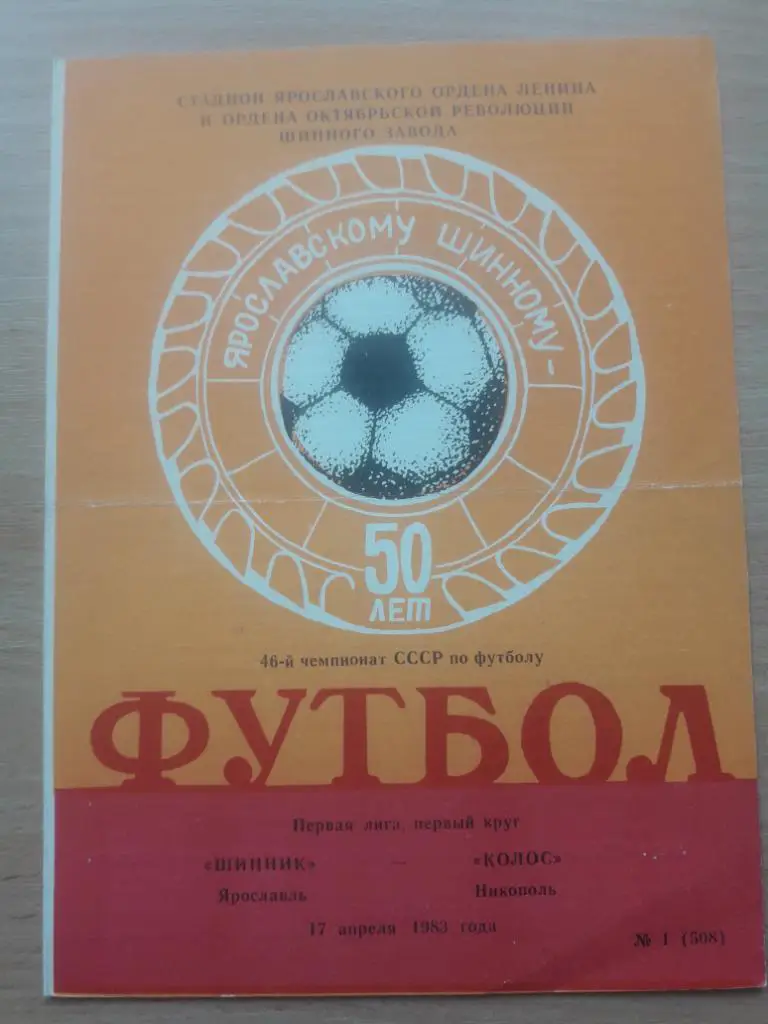 СТАДИОН ЯРОСЛАВСКОГО ОРДЕНА ЛЕНИНА
И ОРДЕНА ОКТЯБРЬСКОЙ РЕВОЛЮЦИИ
ШИННОГО ЗАВОДА
ЯРОСЛАВСКОМУ ШИННОМУ-
50
ЛЕТ
46-й чемпионат СССР по футболу
ФУТБОЛ
Первая лига, первый круг
«ШИННИК» — «КОЛОС»
Ярославль Никополь
17 апреля 1983 года
№ 1 (508)